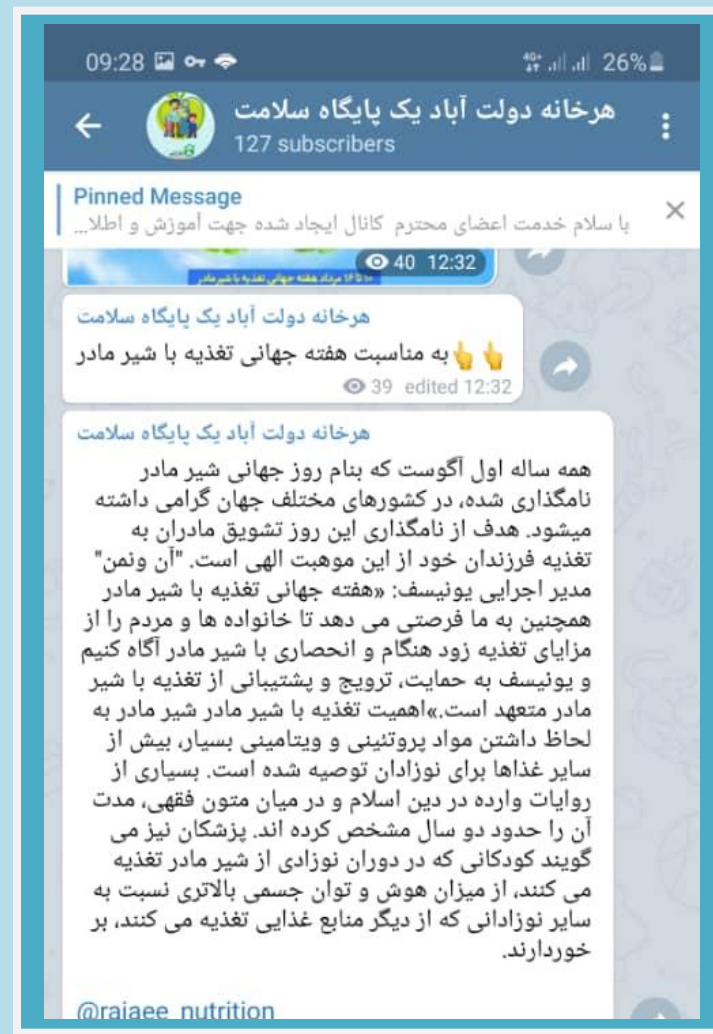 09:28
26%
هرخانه دولت آباد یک پایگاه سلامت
127 subscribers
Pinned Message
با سلام خدمت اعضای محترم کانال ایجاد شده جهت آموزش و اطلا...
۱۰ تا ۱۶ مرداد هفته جهانی تغذیه با شیر مادر
40 12:32
هرخانه دولت آباد یک پایگاه سلامت
👆👆به مناسبت هفته جهانی تغذیه با شیر مادر
39 edited 12:32
هرخانه دولت آباد یک پایگاه سلامت
همه ساله اول آگوست که بنام روز جهانی شیر مادر
نامگذاری شده، در کشورهای مختلف جهان گرامی داشته
میشود. هدف از نامگذاری این روز تشویق مادران به
تغذیه فرزندان خود از این موهبت الهی است. "آن ونمن"
مدیر اجرایی یونیسف: «هفته جهانی تغذیه با شیر مادر
همچنین به ما فرصتی می دهد تا خانواده ها و مردم را از
مزایای تغذیه زود هنگام و انحصاری با شیر مادر آگاه کنیم
و یونیسف به حمایت، ترویج و پشتیبانی از تغذیه با شیر
مادر متعهد است.»اهمیت تغذیه با شیر مادر شیر مادر به
لحاظ داشتن مواد پروتئینی و ویتامینی بسیار، بیش از
سایر غذاها برای نوزادان توصیه شده است. بسیاری از
روایات وارده در دین اسلام و در میان متون فقهی، مدت
آن را حدود دو سال مشخص کرده اند. پزشکان نیز می
گویند کودکانی که در دوران نوزادی از شیر مادر تغذیه
می کنند، از میزان هوش و توان جسمی بالاتری نسبت به
سایر نوزادانی که از دیگر منابع غذایی تغذیه می کنند، بر
خوردارند.
@rajaee_nutrition